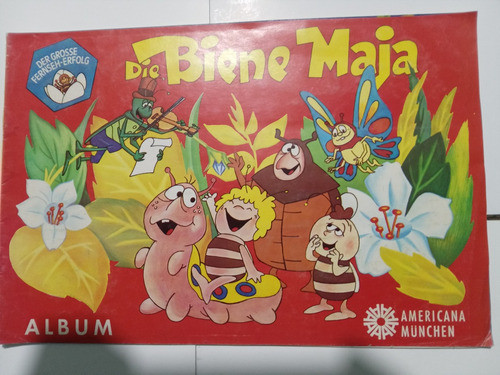 DER GROSSE
FERNSEH-ERFOLG
Die Biene Maja
ALBUM
AMERICANA
MÜNCHEN